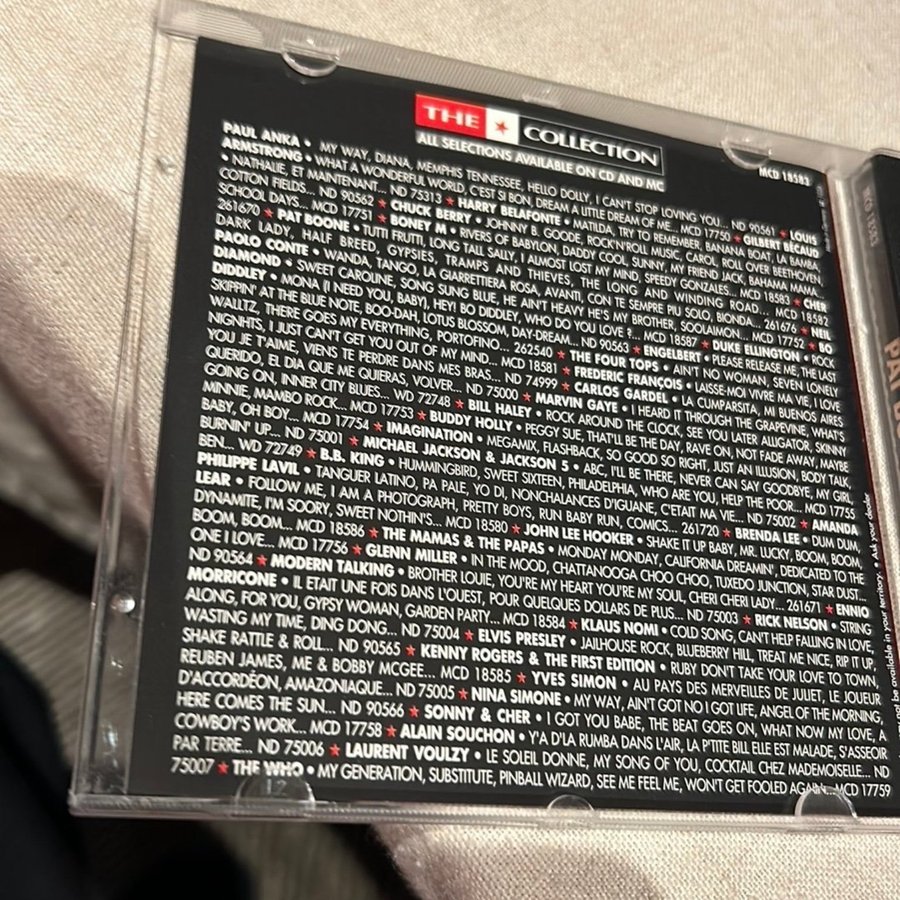 THE ★ COLLECTION
ALL SELECTIONS AVAILABLE ON CD AND MC
MCD 18583
PAUL ANKA • MY WAY, DIANA, MEMPHIS TENNESSEE, HELLO DOLLY, I CAN'T STOP LOVING YOU... ND 90561 ★ LOUIS
ARMSTRONG • WHAT A WONDERFUL WORLD, C'EST SI BON, DREAM A LITTLE DREAM OF ME... MCD 17750 ★ GILBERT BÉCAUD
• NATHALIE, ET MAINTENANT... ND 75313 ★ HARRY BELAFONTE • MATILDA, TRY TO REMEMBER, BANANA BOAT, LA BAMBA,
COTTON FIELDS... ND 90562 ★ CHUCK BERRY • JOHNNY B. GOODE, ROCK'N'ROLL MUSIC, CAROL, ROLL OVER BEETHOVEN,
SCHOOL DAYS... MCD 17751 ★ BONEY M • RIVERS OF BABYLON, DADDY COOL, SUNNY, MY FRIEND JACK, BAHAMA MAMA...
261670 ★ PAT BOONE • TUTTI FRUTTI, LONG TALL SALLY, I ALMOST LOST MY MIND, SPEEDY GONZALES... MCD 18583 ★ CHER
DARK LADY, HALF BREED, GYPSIES, TRAMPS AND THIEVES, THE LONG AND WINDING ROAD... MCD 18582 ★
PAOLO CONTE • WANDA, TANGO, LA GIARRETTIERA ROSA, AVANTI, CON TE SEMPRE PIU SOLO, BIONDA... 261676 ★ NEIL
DIAMOND • SWEET CAROLINE, SONG SUNG BLUE, HE AIN'T HEAVY HE'S MY BROTHER, SOOLAIMON... MCD 17752 ★ BO
DIDDLEY • MONA (I NEED YOU, BABY), HEY! BO DIDDLEY, WHO DO YOU LOVE ?... MCD 18587 ★ DUKE ELLINGTON • ROCK
SKIPPIN' AT THE BLUE NOTE, BOO-DAH, LOTUS BLOSSOM, DAY-DREAM... ND 90563 ★ ENGELBERT • PLEASE RELEASE ME, THE LAST
WALLTZ, THERE GOES MY EVERYTHING, PORTOFINO... 262540 ★ THE FOUR TOPS • AIN'T NO WOMAN, SEVEN LONELY
NIGNHTS, I JUST CAN'T GET YOU OUT OF MY MIND... MCD 18581 ★ FREDERIC FRANÇOIS • LAISSE-MOI VIVRE MA VIE, I LOVE
YOU JE T'AIME, VIENS TE PERDRE DANS MES BRAS... ND 74999 ★ CARLOS GARDEL • LA CUMPARSITA, MI BUENOS AIRES
QUERIDO, EL DIA QUE ME QUIERAS, VOLVER... ND 75000 ★ MARVIN GAYE • I HEARD IT THROUGH THE GRAPEVINE, WHAT'S
GOING ON, INNER CITY BLUES... WD 72748 ★ BILL HALEY • ROCK AROUND THE CLOCK, SEE YOU LATER ALLIGATOR, SKINNY
MINNIE, MAMBO ROCK... MCD 17753 ★ BUDDY HOLLY • PEGGY SUE, THAT'LL BE THE DAY, RAVE ON, NOT FADE AWAY, MAYBE
BABY, OH BOY... MCD 17754 ★ IMAGINATION • MEGAMIX, FLASHBACK, SO GOOD SO RIGHT, JUST AN ILLUSION, BODY TALK,
BURNIN' UP... ND 75001 ★ MICHAEL JACKSON & JACKSON 5 • ABC, I'LL BE THERE, NEVER CAN SAY GOODBYE, MY GIRL,
BEN... WD 72749 ★ B.B. KING • HUMMINGBIRD, SWEET SIXTEEN, PHILADELPHIA, WHO ARE YOU, HELP THE POOR... MCD 17755
PHILIPPE LAVIL • TANGUER LATINO, PA PALE, YO DI, NONCHALANCES D'IGUANE, C'ETAIT MA VIE... ND 75002 ★ AMANDA
LEAR • FOLLOW ME, I AM A PHOTOGRAPH, PRETTY BOYS, RUN BABY RUN, COMICS... 261720 ★ BRENDA LEE • DUM DUM,
DYNAMITE, I'M SOORY, SWEET NOTHIN'S... MCD 18580 ★ JOHN LEE HOOKER • SHAKE IT UP BABY, MR. LUCKY, BOOM, BOOM,
BOOM, BOOM... MCD 18586 ★ THE MAMAS & THE PAPAS • MONDAY MONDAY, CALIFORNIA DREAMIN', DEDICATED TO THE
ONE I LOVE... MCD 17756 ★ GLENN MILLER • IN THE MOOD, CHATTANOOGA CHOO CHOO, TUXEDO JUNCTION, STAR DUST...
ND 90564 ★ MODERN TALKING • BROTHER LOUIE, YOU'RE MY HEART YOU'RE MY SOUL, CHERI CHERI LADY... 261671 ★ ENNIO
MORRICONE • IL ETAIT UNE FOIS DANS L'OUEST, POUR QUELQUES DOLLARS DE PLUS... ND 75003 ★ RICK NELSON • STRING
ALONG, FOR YOU, GYPSY WOMAN, GARDEN PARTY... MCD 18584 ★ KLAUS NOMI • COLD SONG, CAN'T HELP FALLING IN LOVE,
WASTING MY TIME, DING DONG... ND 75004 ★ ELVIS PRESLEY • JAILHOUSE ROCK, BLUEBERRY HILL, TREAT ME NICE, RIP IT UP,
SHAKE RATTLE & ROLL... ND 90565 ★ KENNY ROGERS & THE FIRST EDITION • RUBY DON'T TAKE YOUR LOVE TO TOWN,
REUBEN JAMES, ME & BOBBY MCGEE... MCD 18585 ★ YVES SIMON • AU PAYS DES MERVEILLES DE JULIET, LE JOUEUR
D'ACCORDÉON, AMAZONIAQUE... ND 75005 ★ NINA SIMONE • MY WAY, AIN'T GOT NO I GOT LIFE, ANGEL OF THE MORNING,
HERE COMES THE SUN... ND 90566 ★ SONNY & CHER • I GOT YOU BABE, THE BEAT GOES ON, WHAT NOW MY LOVE, A
COWBOY'S WORK... MCD 17758 ★ ALAIN SOUCHON • Y'A D'LA RUMBA DANS L'AIR, LA P'TITE BILL ELLE EST MALADE, S'ASSEOIR
PAR TERRE... ND 75006 ★ LAURENT VOULZY • LE SOLEIL DONNE, MY SONG OF YOU, COCKTAIL CHEZ MADEMOISELLE... ND
75007 ★ THE WHO • MY GENERATION, SUBSTITUTE, PINBALL WIZARD, SEE ME FEEL ME, WON'T GET FOOLED AGAIN... MCD 17759
not be available in your territory. • Ask your dealer
MCD 18583
PAT